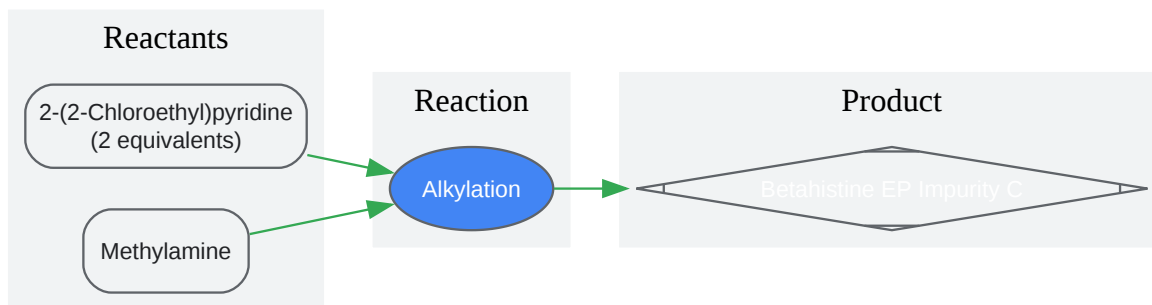 Reactants
2-(2-Chloroethyl)pyridine
(2 equivalents)
Methylamine
Reaction
Alkylation
Product
Betahistine EP Impurity C